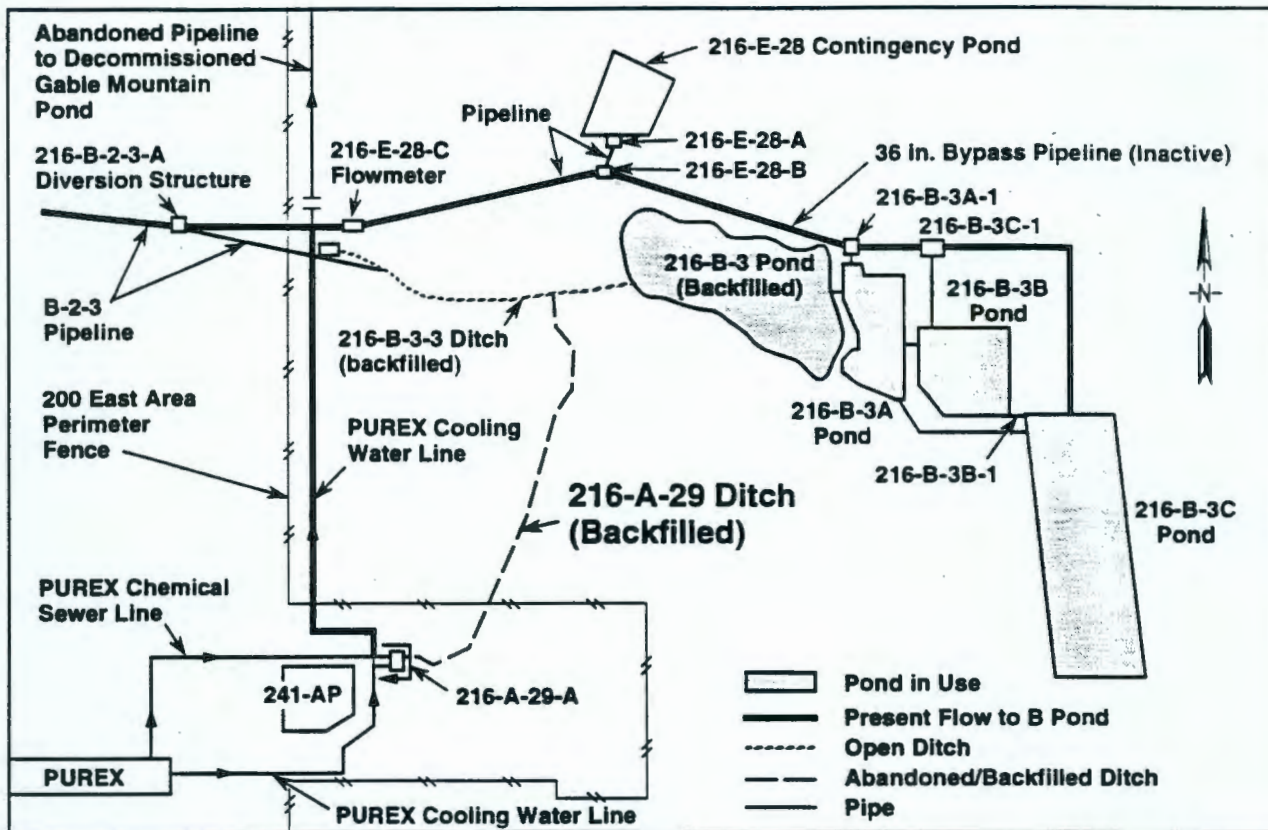 Abandoned Pipeline
to Decommissioned
Gable Mountain
Pond
216-E-28 Contingency Pond
Pipeline
216-B-2-3-A
Diversion Structure
216-E-28-C
Flowmeter
216-E-28-A
216-E-28-B
36 in. Bypass Pipeline (Inactive)
216-B-3A-1
216-B-3C-1
216-B-3 Pond
(Backfilled)
216-B-3B
Pond
N
B-2-3
Pipeline
216-B-3-3 Ditch
(backfilled)
200 East Area
Perimeter
Fence
PUREX Cooling
Water Line
216-B-3A
Pond
216-B-3B-1
216-A-29 Ditch
(Backfilled)
216-B-3C
Pond
PUREX Chemical
Sewer Line
241-AP
216-A-29-A
PUREX
PUREX Cooling Water Line
Pond in Use
Present Flow to B Pond
Open Ditch
Abandoned/Backfilled Ditch
Pipe